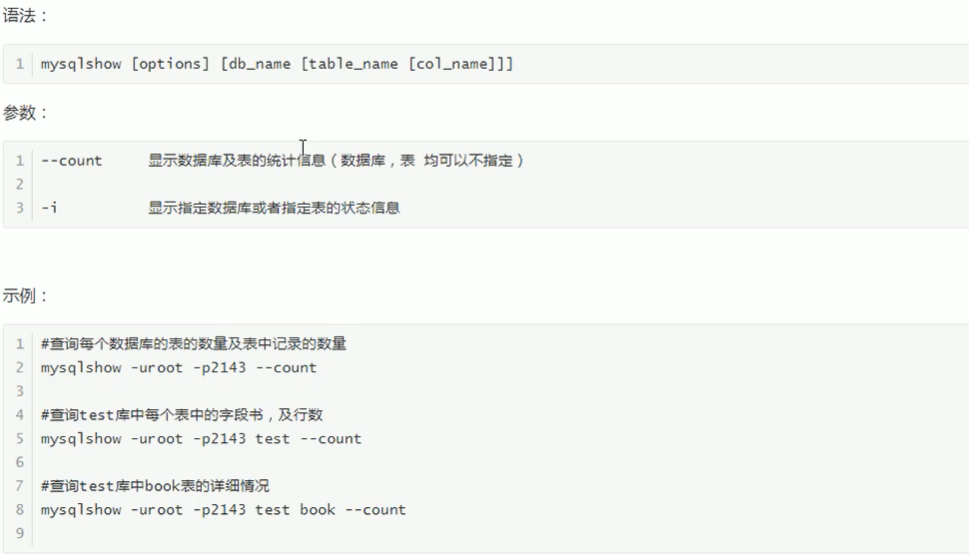 语法：
1 mysqlshow [options] [db_name [table_name [col_name]]]
参数：
1 --count 显示数据库及表的统计信息（数据库，表 均可以不指定）
2
3 -i 显示指定数据库或者指定表的状态信息
示例：
1 #查询每个数据库的表的数量及表中记录的数量
2 mysqlshow -uroot -p2143 --count
3
4 #查询test库中每个表中的字段书，及行数
5 mysqlshow -uroot -p2143 test --count
6
7 #查询test库中book表的详细情况
8 mysqlshow -uroot -p2143 test book --count
9